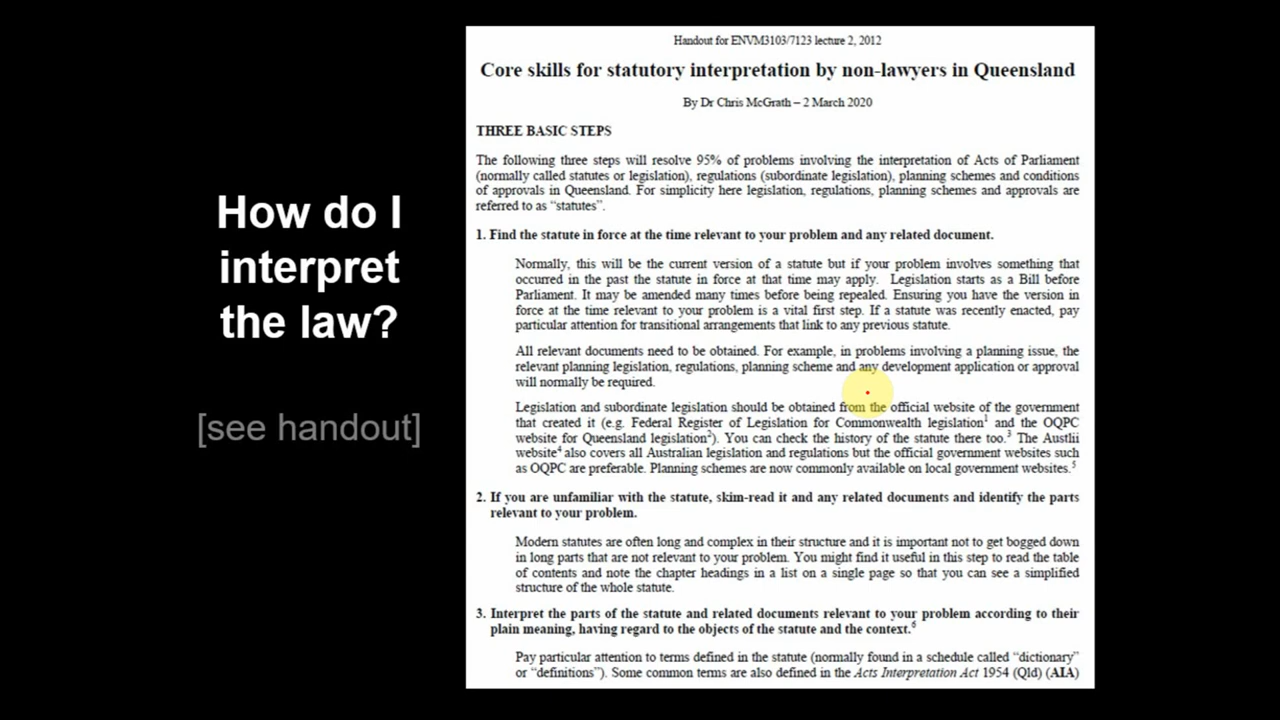 How do I
interpret
the law?
[see handout]
Handout for ENVM3103/7123 lecture 2, 2012
Core skills for statutory interpretation by non-lawyers in Queensland
By Dr Chris McGrath – 2 March 2020
THREE BASIC STEPS
The following three steps will resolve 95% of problems involving the interpretation of Acts of Parliament
(normally called statutes or legislation), regulations (subordinate legislation), planning schemes and conditions
of approvals in Queensland. For simplicity here legislation, regulations, planning schemes and approvals are
referred to as “statutes”.
1. Find the statute in force at the time relevant to your problem and any related document.
Normally, this will be the current version of a statute but if your problem involves something that
occurred in the past the statute in force at that time may apply. Legislation starts as a Bill before
Parliament. It may be amended many times before being repealed. Ensuring you have the version in
force at the time relevant to your problem is a vital first step. If a statute was recently enacted, pay
particular attention for transitional arrangements that link to any previous statute.
All relevant documents need to be obtained. For example, in problems involving a planning issue, the
relevant planning legislation, regulations, planning scheme and any development application or approval
will normally be required.
Legislation and subordinate legislation should be obtained from the official website of the government
that created it (e.g. Federal Register of Legislation for Commonwealth legislation¹ and the OQPC
website for Queensland legislation²). You can check the history of the statute there too.³ The Austlii
website⁴ also covers all Australian legislation and regulations but the official government websites such
as OQPC are preferable. Planning schemes are now commonly available on local government websites.⁵
2. If you are unfamiliar with the statute, skim-read it and any related documents and identify the parts
relevant to your problem.
Modern statutes are often long and complex in their structure and it is important not to get bogged down
in long parts that are not relevant to your problem. You might find it useful in this step to read the table
of contents and note the chapter headings in a list on a single page so that you can see a simplified
structure of the whole statute.
3. Interpret the parts of the statute and related documents relevant to your problem according to their
plain meaning, having regard to the objects of the statute and the context.⁶
Pay particular attention to terms defined in the statute (normally found in a schedule called “dictionary”
or “definitions”). Some common terms are also defined in the Acts Interpretation Act 1954 (Qld) (AIA)